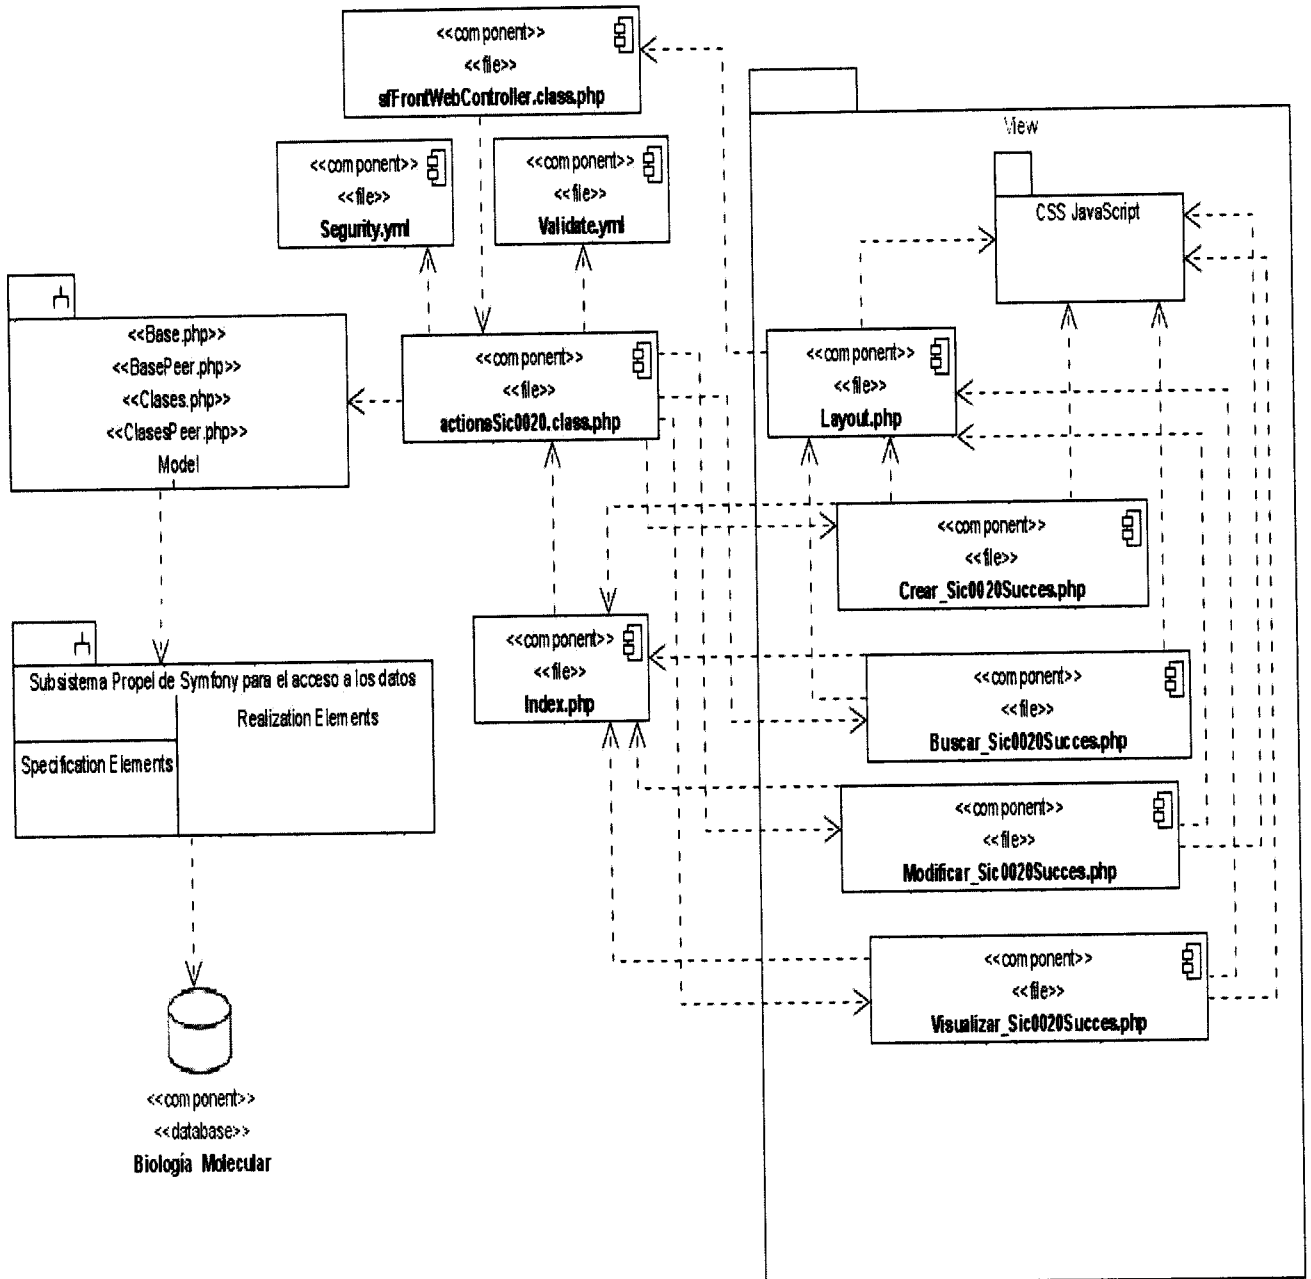 <<component>>
<<file>>
sfFrontWebController.class.php
<<component>>
<<file>>
Segurity.yml
<<component>>
<<file>>
Validate.yml
View
CSS JavaScript
<<Base.php>>
<<BasePeer.php>>
<<Clases.php>>
<<ClasesPeer.php>>
Model
<<component>>
<<file>>
actionsSic0020.class.php
<<component>>
<<file>>
Layout.php
<<component>>
<<file>>
Crear_Sic0020Succes.php
<<component>>
<<file>>
Index.php
<<component>>
<<file>>
Buscar_Sic0020Succes.php
Subsistema Propel de Symfony para el acceso a los datos
Realization Elements
Specification Elements
<<component>>
<<file>>
Modificar_Sic0020Succes.php
<<component>>
<<file>>
Visualizar_Sic0020Succes.php
<<component>>
<<database>>
Biología Molecular